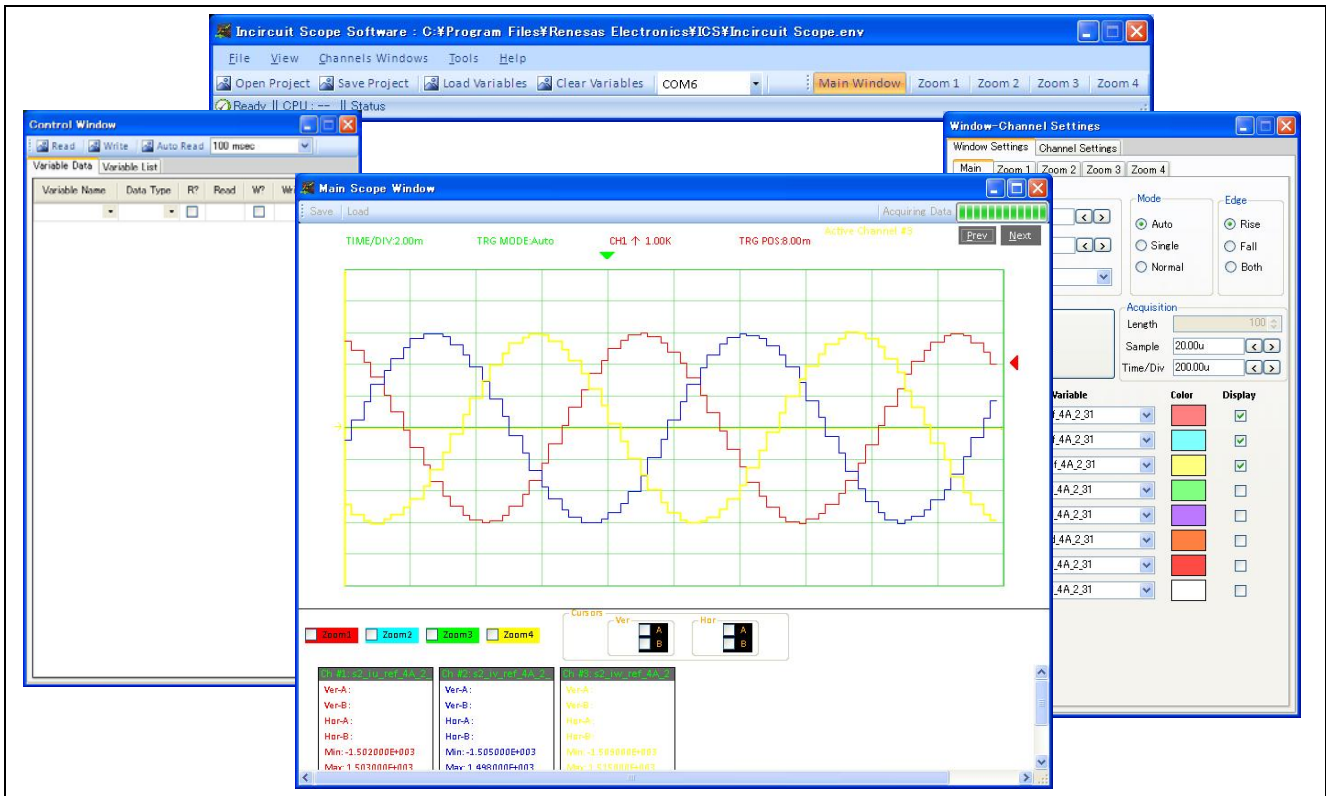 Incircuit Scope Software : C:¥Program Files¥Renesas Electronics¥ICS¥Incircuit Scope.env
File View Channels Windows Tools Help
Open Project Save Project Load Variables Clear Variables COM6 Main Window Zoom 1 Zoom 2 Zoom 3 Zoom 4
Ready || CPU : -- || Status
Control Window
Read Write Auto Read 100 msec
Variable Data Variable List
Variable Name Data Type R? Read W?
Main Scope Window
Save Load Acquiring Data
TIME/DIV:2.00m TRG MODE:Auto CH1 ↑ 1.00K TRG POS:8.00m Active Channel #3 Prev Next
Zoom1 Zoom2 Zoom3 Zoom4
Cursors
Ver Hor
A A
B B
Ch #1: s2_iu_ref_4A_2_ Ch #2: s2_iv_ref_4A_2_ Ch #3: s2_iw_ref_4A_2
Ver-A : Ver-A : Ver-A :
Ver-B : Ver-B : Ver-B :
Hor-A : Hor-A : Hor-A :
Hor-B : Hor-B : Hor-B :
Min: -1.502000E+003 Min: -1.505000E+003
Max: 1.503000E+003 Max: 1.498000E+003
Window-Channel Settings
Window Settings Channel Settings
Main Zoom 1 Zoom 2 Zoom 3 Zoom 4
Mode Edge
Auto Rise
Single Fall
Normal Both
Acquisition
Length 100
Sample 20.00u
Time/Div 200.00u
Variable Color Display
f_4A_2_31
f_4A_2_31
f_4A_2_31
_4A_2_31
_4A_2_31
d_4A_2_31
_4A_2_31
_4A_2_31